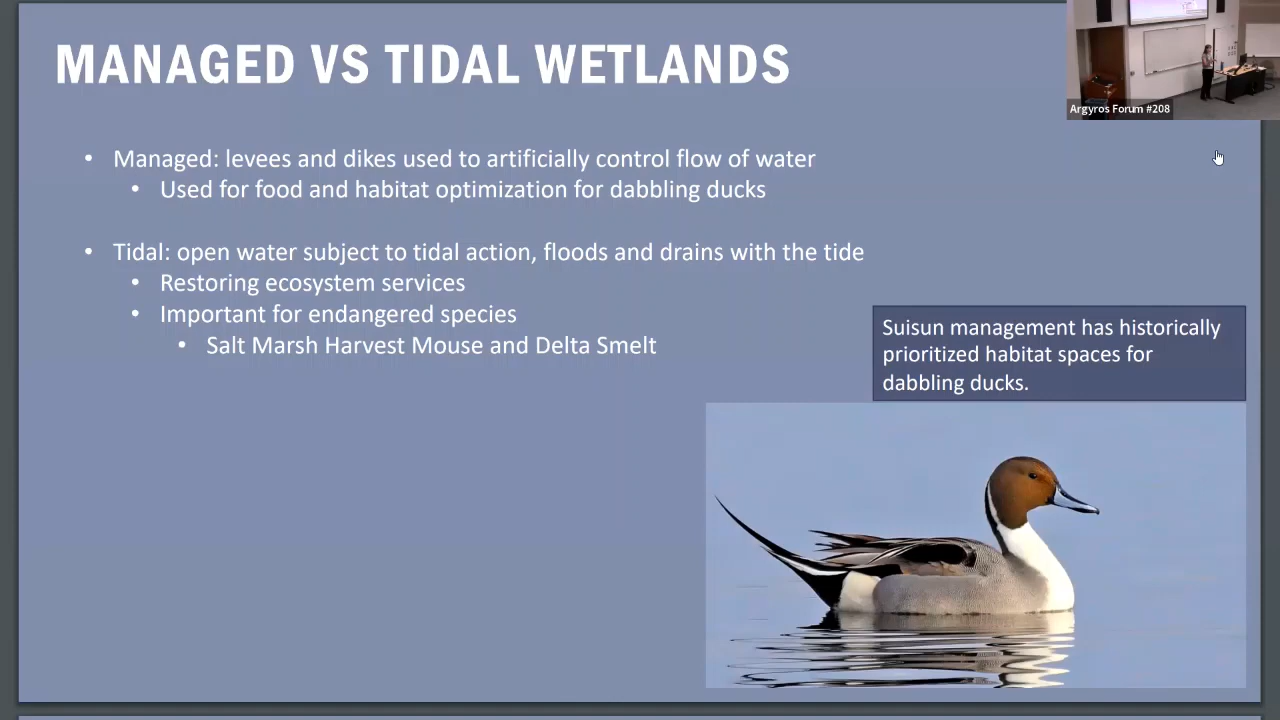 MANAGED VS TIDAL WETLANDS
Argyros Forum #208
• Managed: levees and dikes used to artificially control flow of water
• Used for food and habitat optimization for dabbling ducks
• Tidal: open water subject to tidal action, floods and drains with the tide
• Restoring ecosystem services
• Important for endangered species
• Salt Marsh Harvest Mouse and Delta Smelt
Suisun management has historically
prioritized habitat spaces for
dabbling ducks.